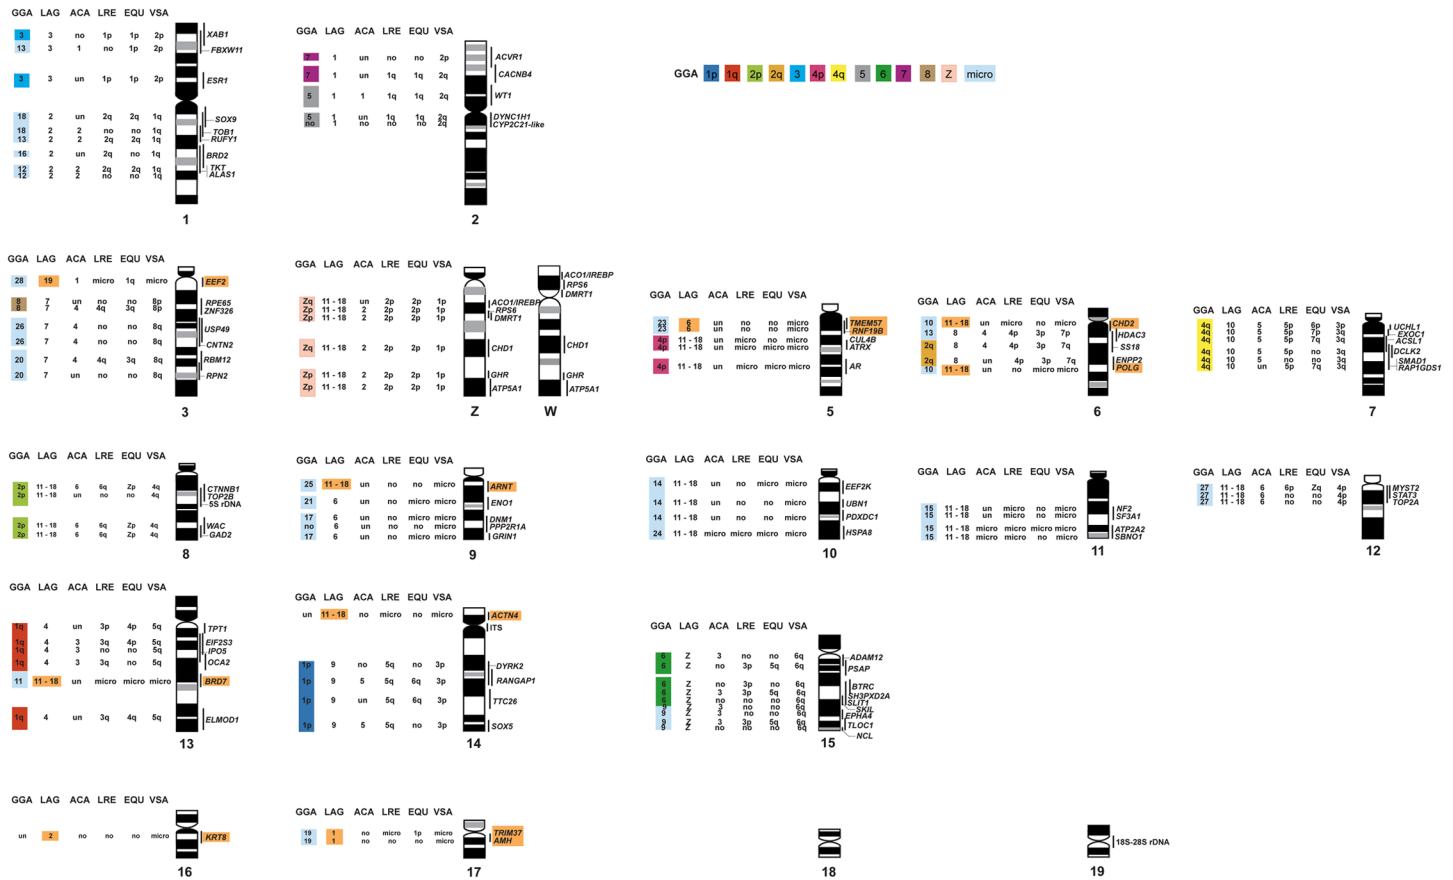 GGA LAG ACA LRE EQU VSA
3 3 no 1p 1p 2p XAB1
13 3 1 no 1p 2p FBXW11
3 3 un 1p 1p 2p ESR1
18 2 un 2q 2q 1q SOX9
18 2 2 no no 1q TOB1
13 2 2 2q 2q 1q RUFY1
16 2 un 2q no 1q BRD2
12 2 2 2q 2q 1q TKT
12 2 2 no no 1q ALAS1
1
GGA LAG ACA LRE EQU VSA
7 1 un no no 2p ACVR1
7 1 un 1q 1q 2q CACNB4
5 1 1 1q 1q 2q WT1
5 1 un 1q 1q 2q DYNC1H1
no 1 no no no 2q CYP2C21-like
2
GGA 1p 1q 2p 2q 3 4p 4q 5 6 7 8 Z micro
GGA LAG ACA LRE EQU VSA
28 19 1 micro 1q micro EEF2
8 7 un no no 8p RPE65
8 7 4 4q 3q 8p ZNF326
26 7 4 no no 8q USP49
26 7 4 no no 8q CNTN2
20 7 4 4q 3q 8q RBM12
20 7 un no no 8q RPN2
3
GGA LAG ACA LRE EQU VSA
Zq 11 - 18 un 2p 2p 1p ACO1/IREBP
Zp 11 - 18 2 2p 2p 1p RPS6
Zp 11 - 18 2 2p 2p 1p DMRT1
Zq 11 - 18 2 2p 2p 1p CHD1
Zp 11 - 18 2 2p 2p 1p GHR
Zp 11 - 18 2 2p 2p 1p ATP5A1
Z
ACO1/IREBP
RPS6
DMRT1
CHD1
GHR
ATP5A1
W
GGA LAG ACA LRE EQU VSA
23 6 un no no micro TMEM57
23 6 un no no micro RNF19B
4p 11 - 18 un micro no micro CUL4B
4p 11 - 18 un micro micro micro ATRX
4p 11 - 18 un micro no micro AR
5
GGA LAG ACA LRE EQU VSA
10 11 - 18 un micro no micro CHD2
13 8 4 4p 3p 7p HDAC3
2q 8 4 4p 3p 7q SS18
2q 8 un 4p 3p 7q ENPP2
10 11 - 18 un no micro micro POLG
6
GGA LAG ACA LRE EQU VSA
4q 10 5 5p 6p 3p UCHL1
4q 10 5 5p 7p 3q EXOC1
4q 10 5 5p 7q 3q ACSL1
4q 10 5 5p no 3q DCLK2
4q 10 5 5p no 3q SMAD1
4q 10 un 5p 7q 3q RAP1GDS1
7
GGA LAG ACA LRE EQU VSA
2p 11 - 18 6 6q Zp 4q CTNNB1
2p 11 - 18 un no no 4q TOP2B
5S rDNA
2p 11 - 18 6 6q Zp 4q WAC
2p 11 - 18 6 6q Zp 4q GAD2
8
GGA LAG ACA LRE EQU VSA
25 11 - 18 un no no micro ARNT
21 6 un no micro micro ENO1
17 6 un no micro micro DNM1
no 6 un no no micro PPP2R1A
17 6 un no micro micro GRIN1
9
GGA LAG ACA LRE EQU VSA
14 11 - 18 un no micro micro EEF2K
14 11 - 18 un micro micro micro UBN1
14 11 - 18 un no no micro PDXDC1
24 11 - 18 micro micro micro micro HSPA8
10
GGA LAG ACA LRE EQU VSA
15 11 - 18 un micro no micro NF2
15 11 - 18 un micro no micro SF3A1
15 11 - 18 micro micro micro micro ATP2A2
15 11 - 18 micro micro no micro SBNO1
11
GGA LAG ACA LRE EQU VSA
27 11 - 18 6 6p Zq 4p MYST2
27 11 - 18 6 no no 4p STAT3
27 11 - 18 6 no no 4p TOP2A
12
GGA LAG ACA LRE EQU VSA
1q 4 un 3p 4p 5q TPT1
1q 4 3 3q 4p 5q EIF2S3
1q 4 3 no no 5q IPO5
1q 4 3 3q no 5q OCA2
11 11 - 18 un micro micro micro BRD7
1q 4 un 3q 4q 5q ELMOD1
13
GGA LAG ACA LRE EQU VSA
un 11 - 18 no micro no micro ACTN4
ITS
1p 9 no 5q no 3p DYRK2
1p 9 5 5q 6q 3p RANGAP1
1p 9 un 5q 6q 3p TTC26
1p 9 5 5q no 3p SOX5
14
GGA LAG ACA LRE EQU VSA
6 Z 3 no no 6q ADAM12
6 Z no 3p 5q 6q PSAP
6 Z no 3p no 6q BTRC
6 Z 3 3p 5q 6q SH3PXD2A
6 Z no no no 6q SLIT1
9 Z 3 no no 6q SKIL
9 Z 3 no no 6q EPHA4
9 Z 3 3p 5q 6q TLOC1
9 Z no no no 6q NCL
15
GGA LAG ACA LRE EQU VSA
un 2 no no no micro KRT8
16
GGA LAG ACA LRE EQU VSA
19 1 no micro 1p micro TRIM37
19 1 no no no micro AMH
17
18
18S-28S rDNA
19